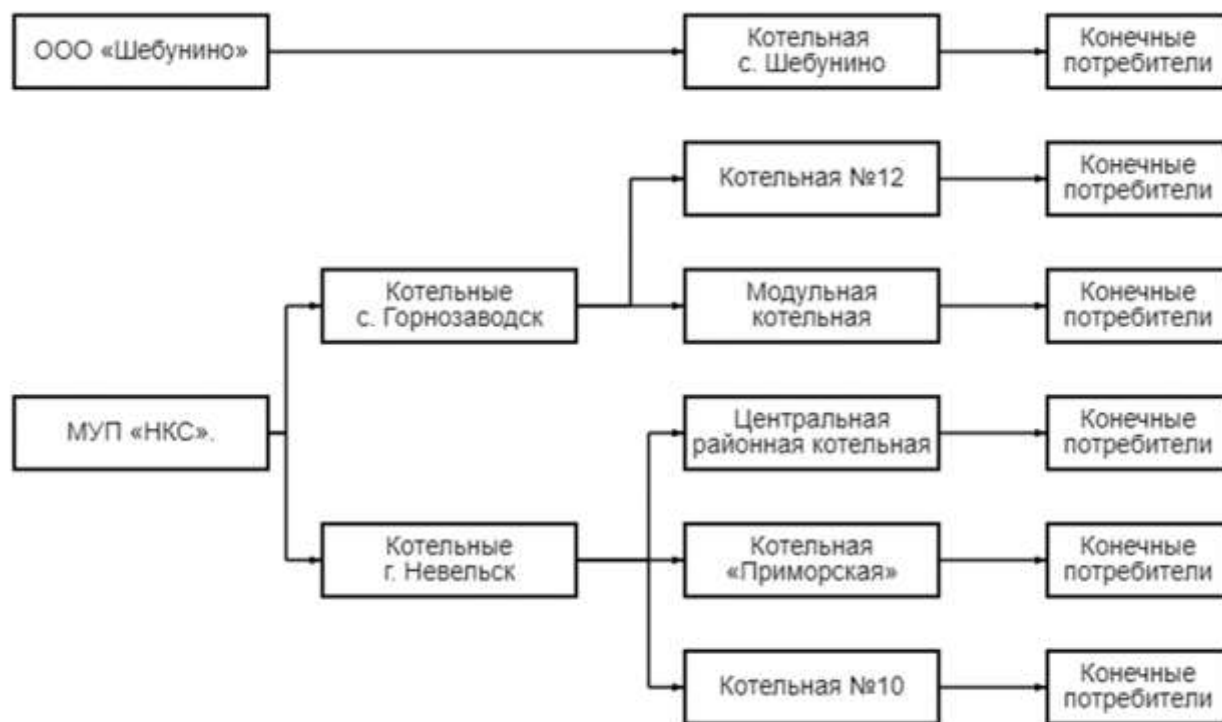 ООО «Шебунино»
Котельная
с. Шебунино
Конечные
потребители
Котельная №12
Конечные
потребители
Котельные
с. Горнозаводск
Модульная
котельная
Конечные
потребители
МУП «НКС».
Центральная
районная котельная
Конечные
потребители
Котельные
г. Невельск
Котельная
«Приморская»
Конечные
потребители
Котельная №10
Конечные
потребители